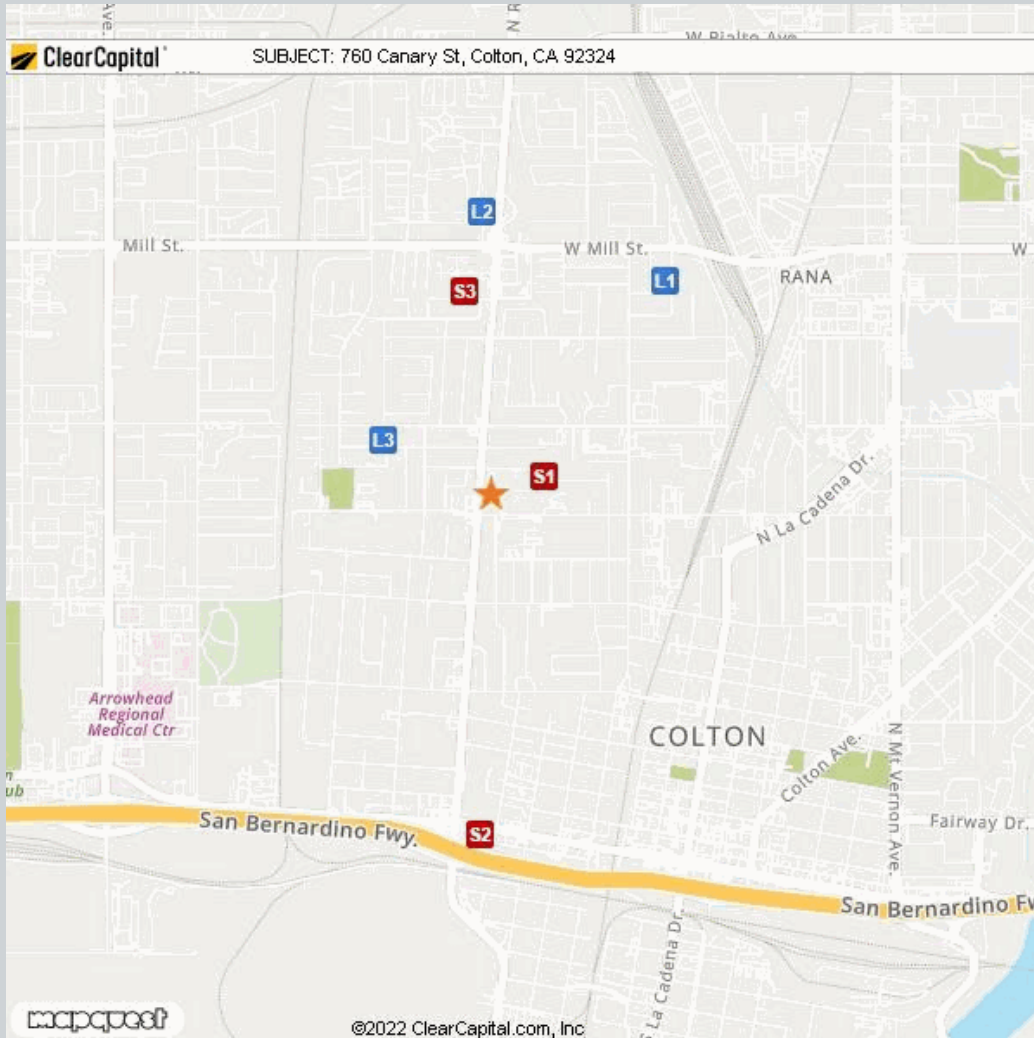 Ave.
N R
W Rialto Ave.
ClearCapital
SUBJECT: 760 Canary St, Colton, CA 92324
L2
Mill St.
W Mill St.
W
S3
L1
RANA
L3
S1
N La Cadena Dr.
Arrowhead
Regional
Medical Ctr
COLTON
Colton Ave.
N Mt Vernon Ave.
n
ub
San Bernardino Fwy.
S2
Fairway Dr.
San Bernardino Fw
S La Cadena Dr.
mapquest
©2022 ClearCapital.com, Inc